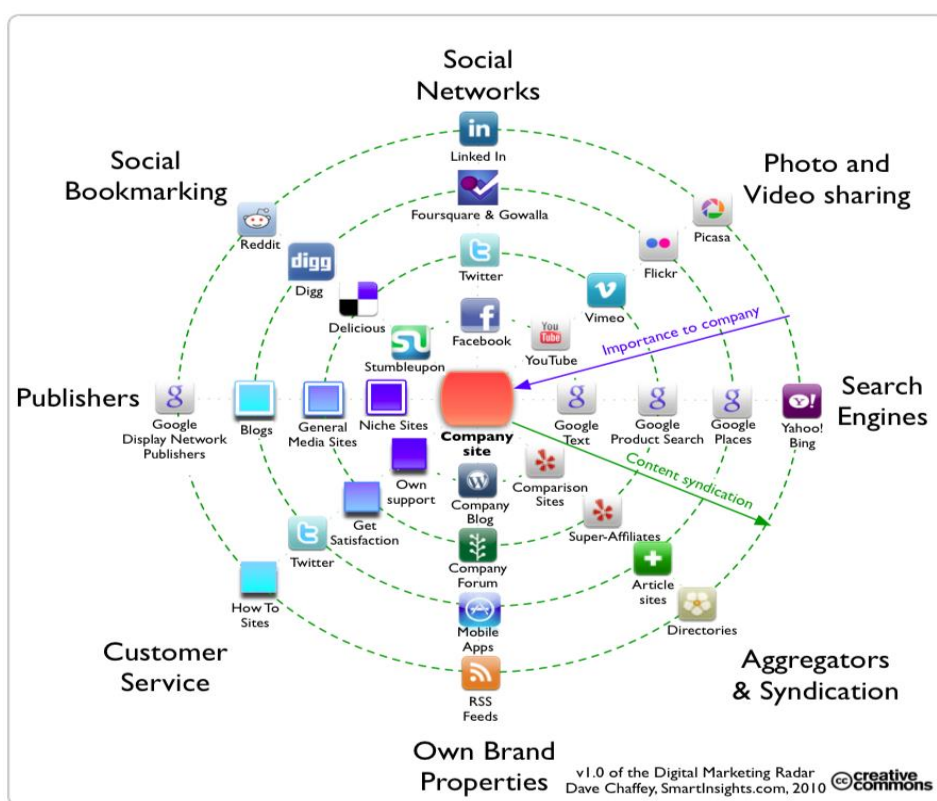 Social
Networks
in
Linked In
Social
Bookmarking
Photo and
Video sharing
Foursquare & Gowalla
Picasa
Reddit
digg
Digg
Flickr
t
Twitter
Delicious
v
Vimeo
Importance to company
f
Facebook
You
Tube
YouTube
SU
Stumbleupon
Publishers
g
Google
Display Network
Publishers
Blogs
General
Media Sites
Niche Sites
Company
site
g
Google
Text
g
Google
Product Search
g
Google
Places
Y!
Yahoo!
Bing
Search
Engines
Content syndication
Own
support
W
Company
Blog
Comparison
Sites
Get
Satisfaction
Super-Affiliates
t
Twitter
Company
Forum
Article
sites
How To
Sites
Mobile
Apps
Directories
Customer
Service
RSS
Feeds
Aggregators
& Syndication
Own Brand
Properties
v1.0 of the Digital Marketing Radar
Dave Chaffey, SmartInsights.com, 2010
cc creative
commons